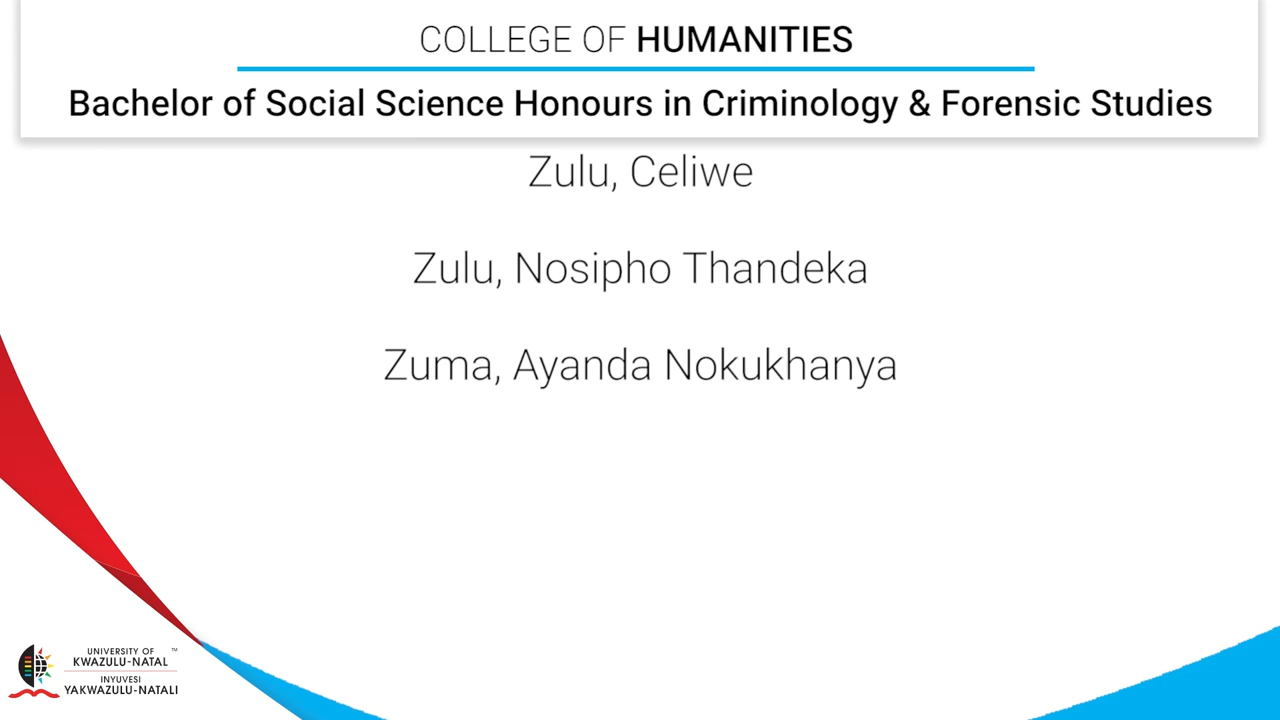 COLLEGE OF HUMANITIES
Bachelor of Social Science Honours in Criminology & Forensic Studies
Zulu, Celiwe
Zulu, Nosipho Thandeka
Zuma, Ayanda Nokukhanya
UNIVERSITY OF ™
KWAZULU-NATAL
INYUVESI
YAKWAZULU-NATALI